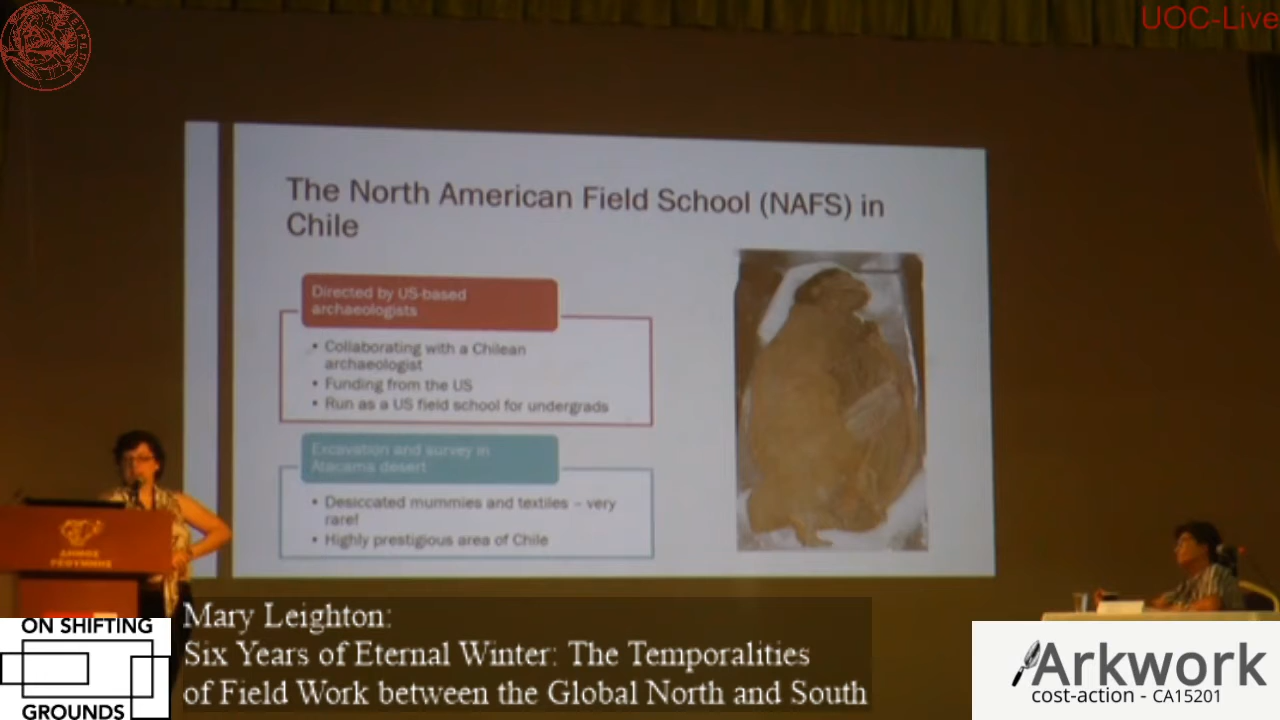 UOC-Live
The North American Field School (NAFS) in
Chile
Directed by US-based
archaeologists
• Collaborating with a Chilean
archaeologist
• Funding from the US
• Run as a US field school for undergrads
Excavation and survey in
Atacama desert
• Desiccated mummies and textiles – very
rare!
• Highly prestigious area of Chile
ΔΗΜΟΣ
ΡΕΘΥΜΝΗΣ
ON SHIFTING
GROUNDS
Mary Leighton:
Six Years of Eternal Winter: The Temporalities
of Field Work between the Global North and South
Arkwork
cost-action - CA15201